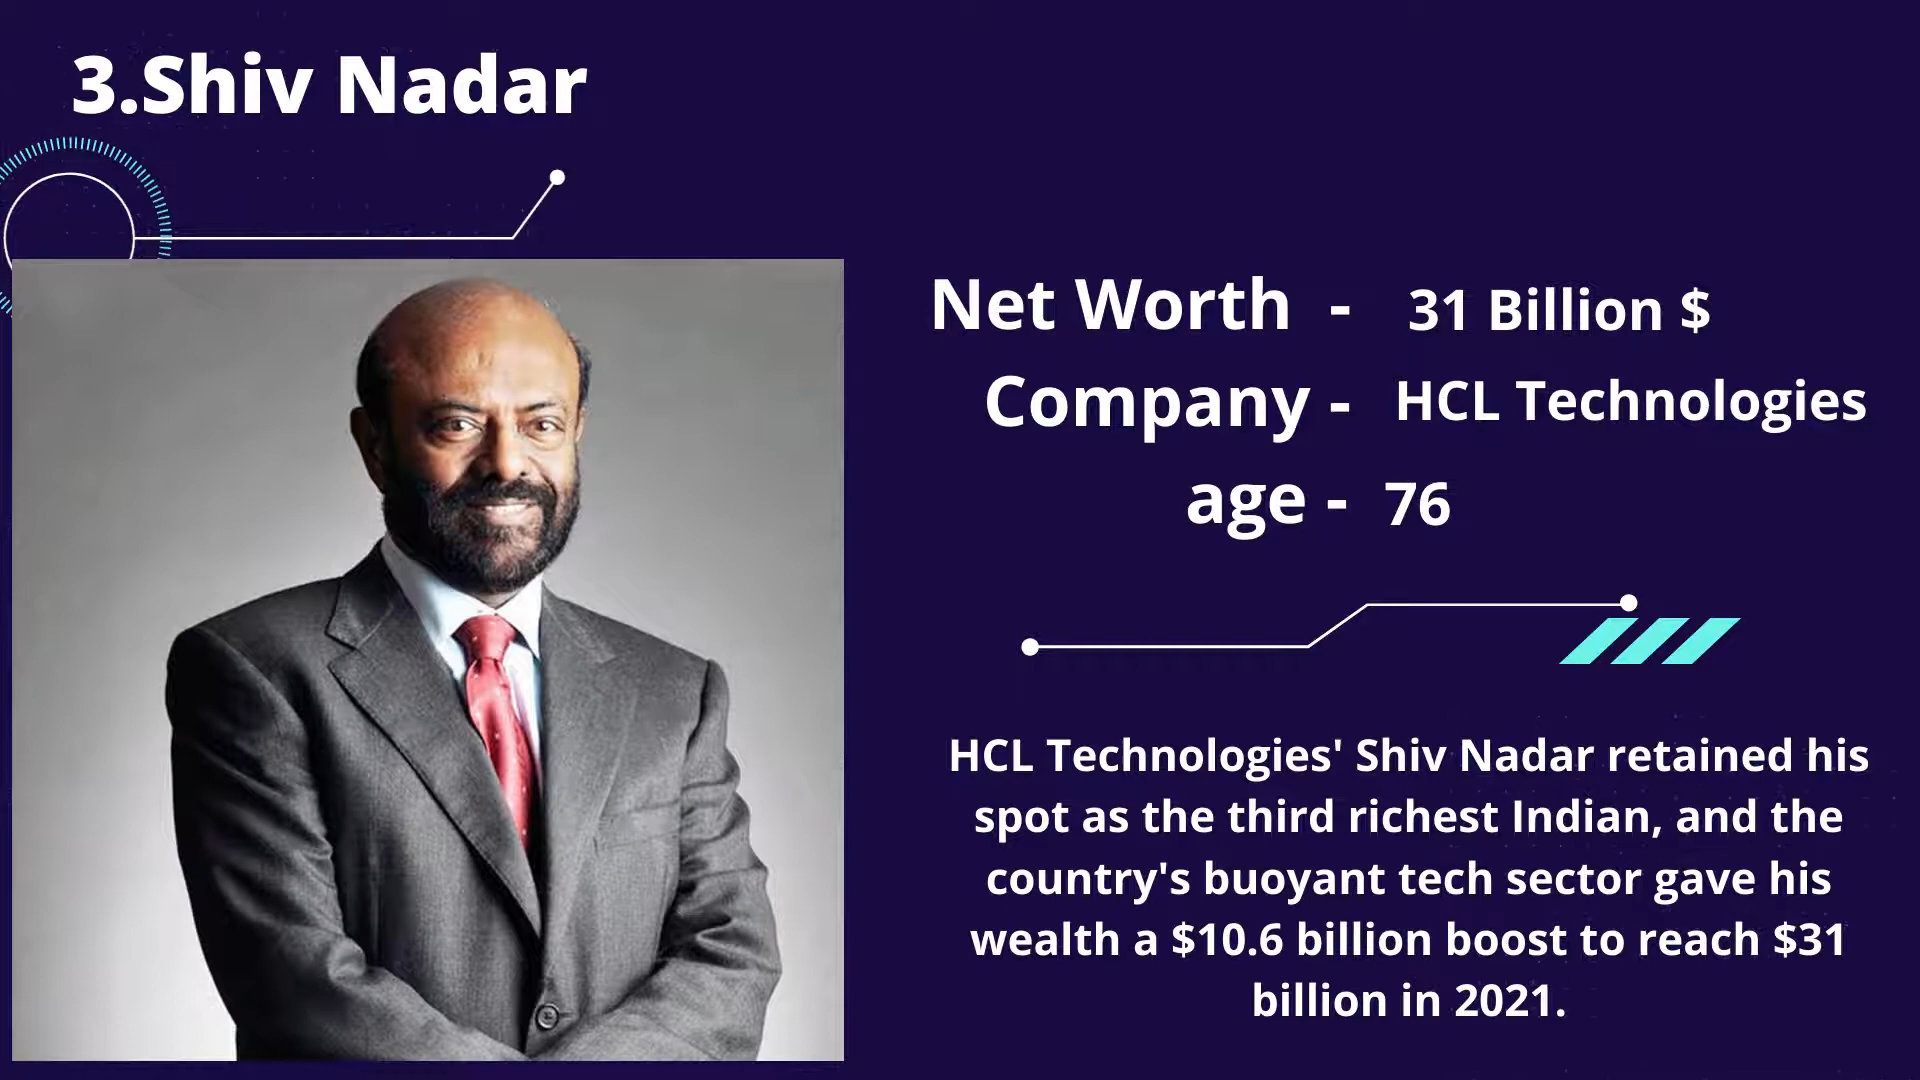 3.Shiv Nadar
Net Worth - 31 Billion $
Company - HCL Technologies
age - 76
HCL Technologies' Shiv Nadar retained his
spot as the third richest Indian, and the
country's buoyant tech sector gave his
wealth a $10.6 billion boost to reach $31
billion in 2021.